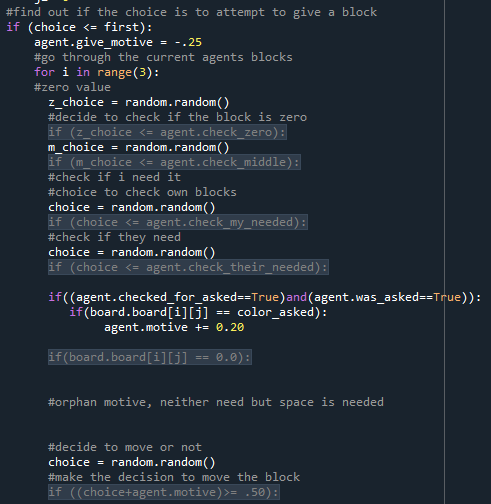 #find out if the choice is to attempt to give a block
if (choice <= first):
agent.give_motive = -.25
#go through the current agents blocks
for i in range(3):
#zero value
z_choice = random.random()
#decide to check if the block is zero
if (z_choice <= agent.check_zero):
m_choice = random.random()
if (m_choice <= agent.check_middle):
#check if i need it
#choice to check own blocks
choice = random.random()
if (choice <= agent.check_my_needed):
#check if they need
choice = random.random()
if (choice <= agent.check_their_needed):
if((agent.checked_for_asked==True)and(agent.was_asked==True)):
if(board.board[i][j] == color_asked):
agent.motive += 0.20
if(board.board[i][j] == 0.0):
#orphan motive, neither need but space is needed
#decide to move or not
choice = random.random()
#make the decision to move the block
if ((choice+agent.motive)>= .50):